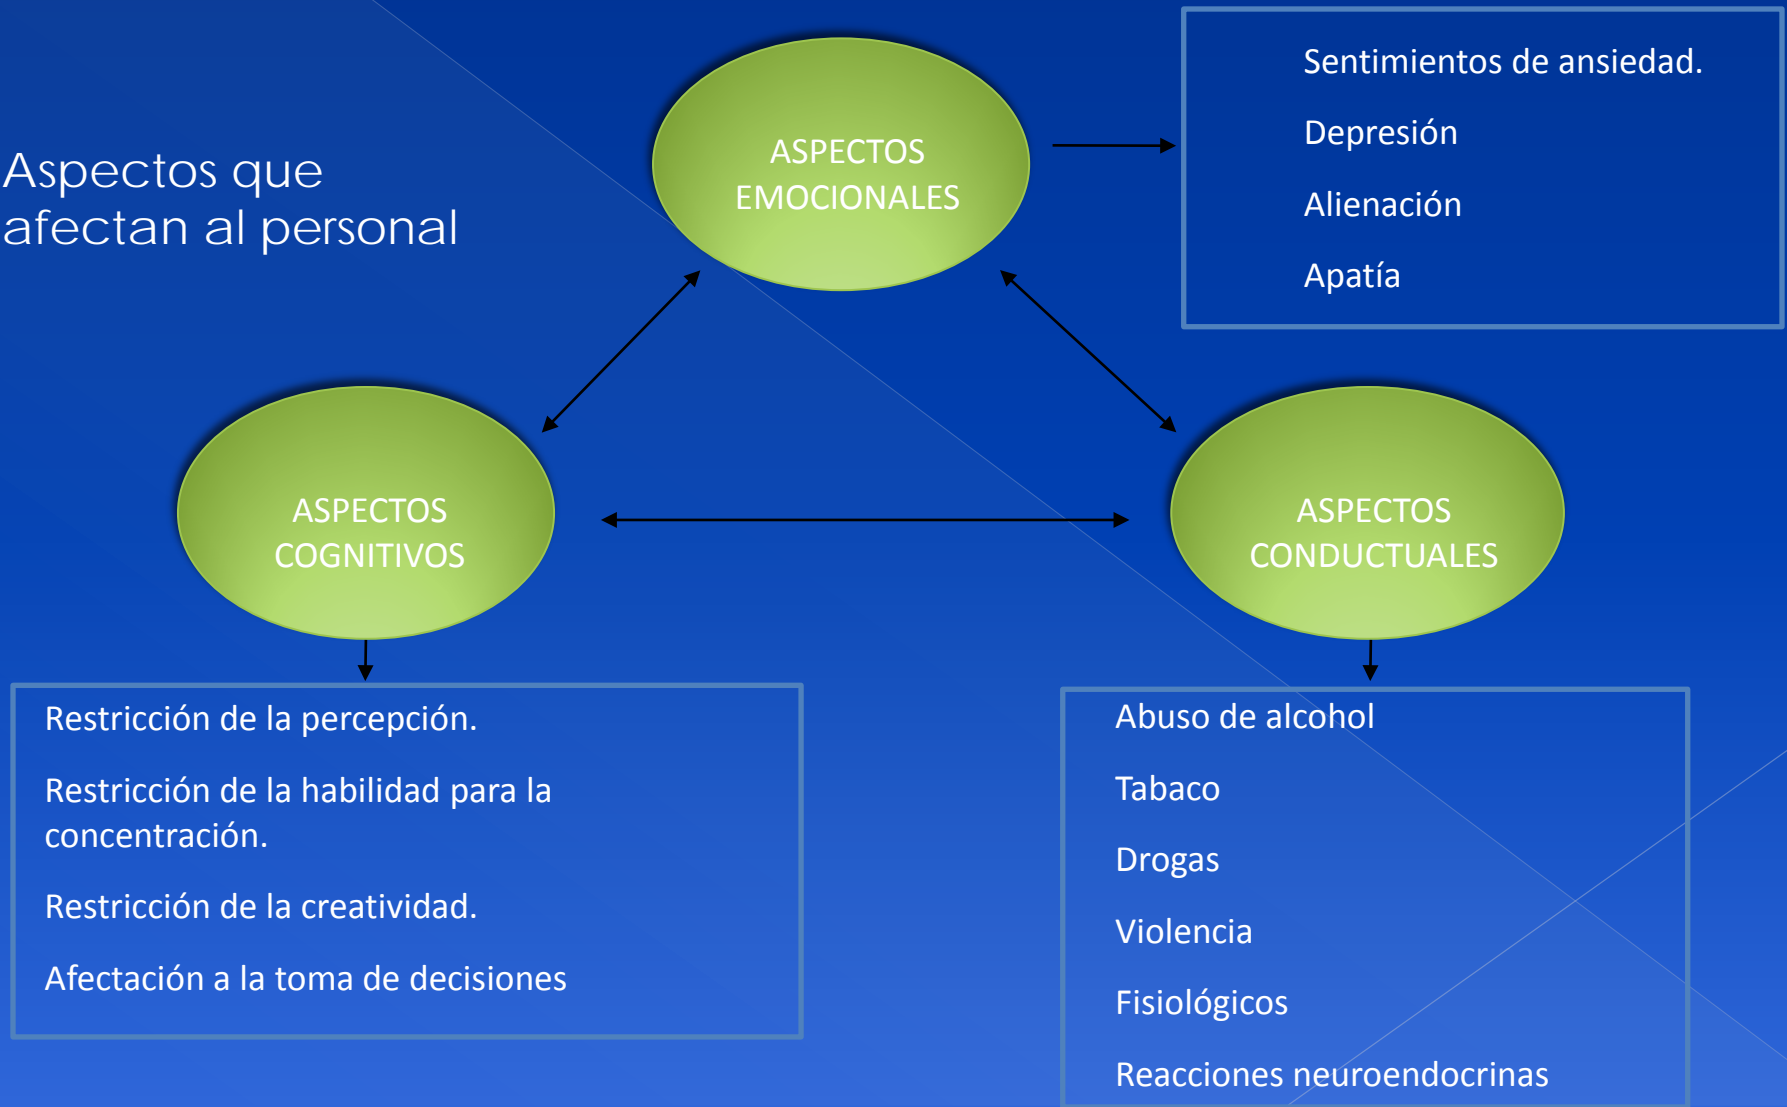 Aspectos que
afectan al personal
ASPECTOS
EMOCIONALES
Sentimientos de ansiedad.
Depresión
Alienación
Apatía
ASPECTOS
COGNITIVOS
ASPECTOS
CONDUCTUALES
Restricción de la percepción.
Restricción de la habilidad para la
concentración.
Restricción de la creatividad.
Afectación a la toma de decisiones
Abuso de alcohol
Tabaco
Drogas
Violencia
Fisiológicos
Reacciones neuroendocrinas